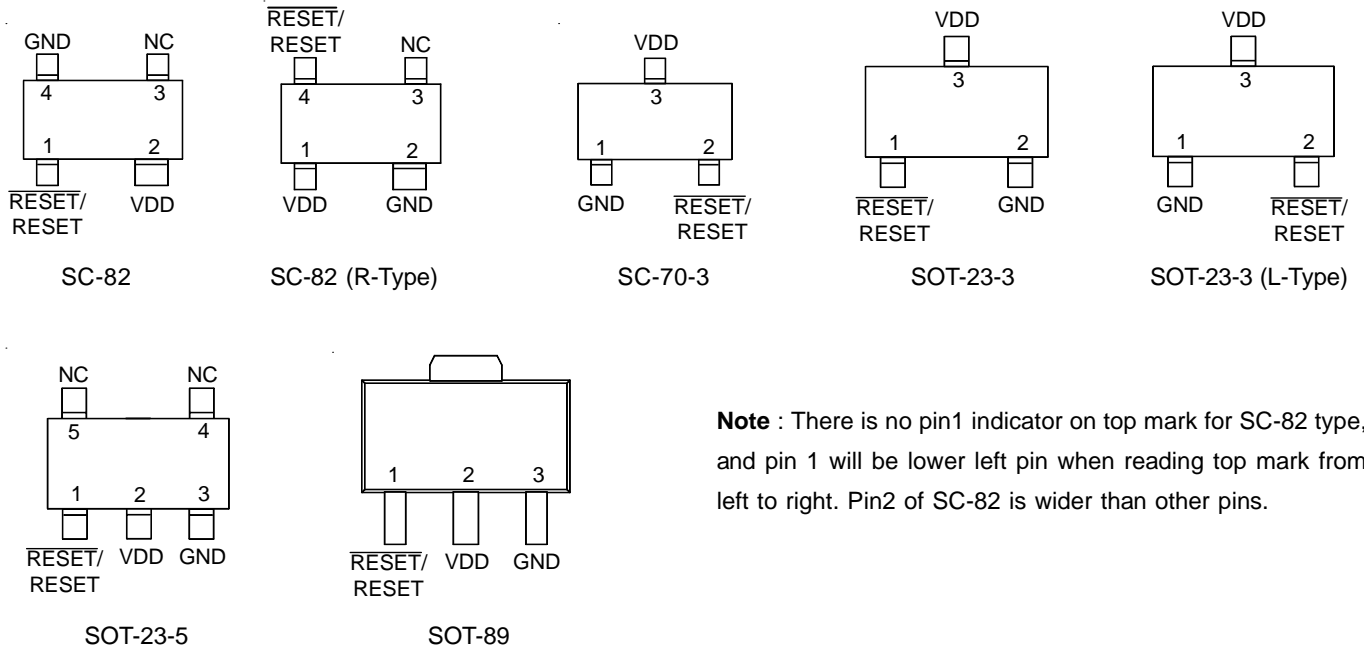 GND NC
4 3
1 2
RESET/
RESET
VDD
SC-82
RESET/
RESET
NC
4 3
1 2
VDD GND
SC-82 (R-Type)
VDD
3
1 2
GND RESET/
RESET
SC-70-3
VDD
3
1 2
RESET/
RESET
GND
SOT-23-3
VDD
3
1 2
GND RESET/
RESET
SOT-23-3 (L-Type)
NC NC
5 4
1 2 3
RESET/
RESET
VDD GND
SOT-23-5
1 2 3
RESET/
RESET
VDD GND
SOT-89
Note : There is no pin1 indicator on top mark for SC-82 type,
and pin 1 will be lower left pin when reading top mark from
left to right. Pin2 of SC-82 is wider than other pins.